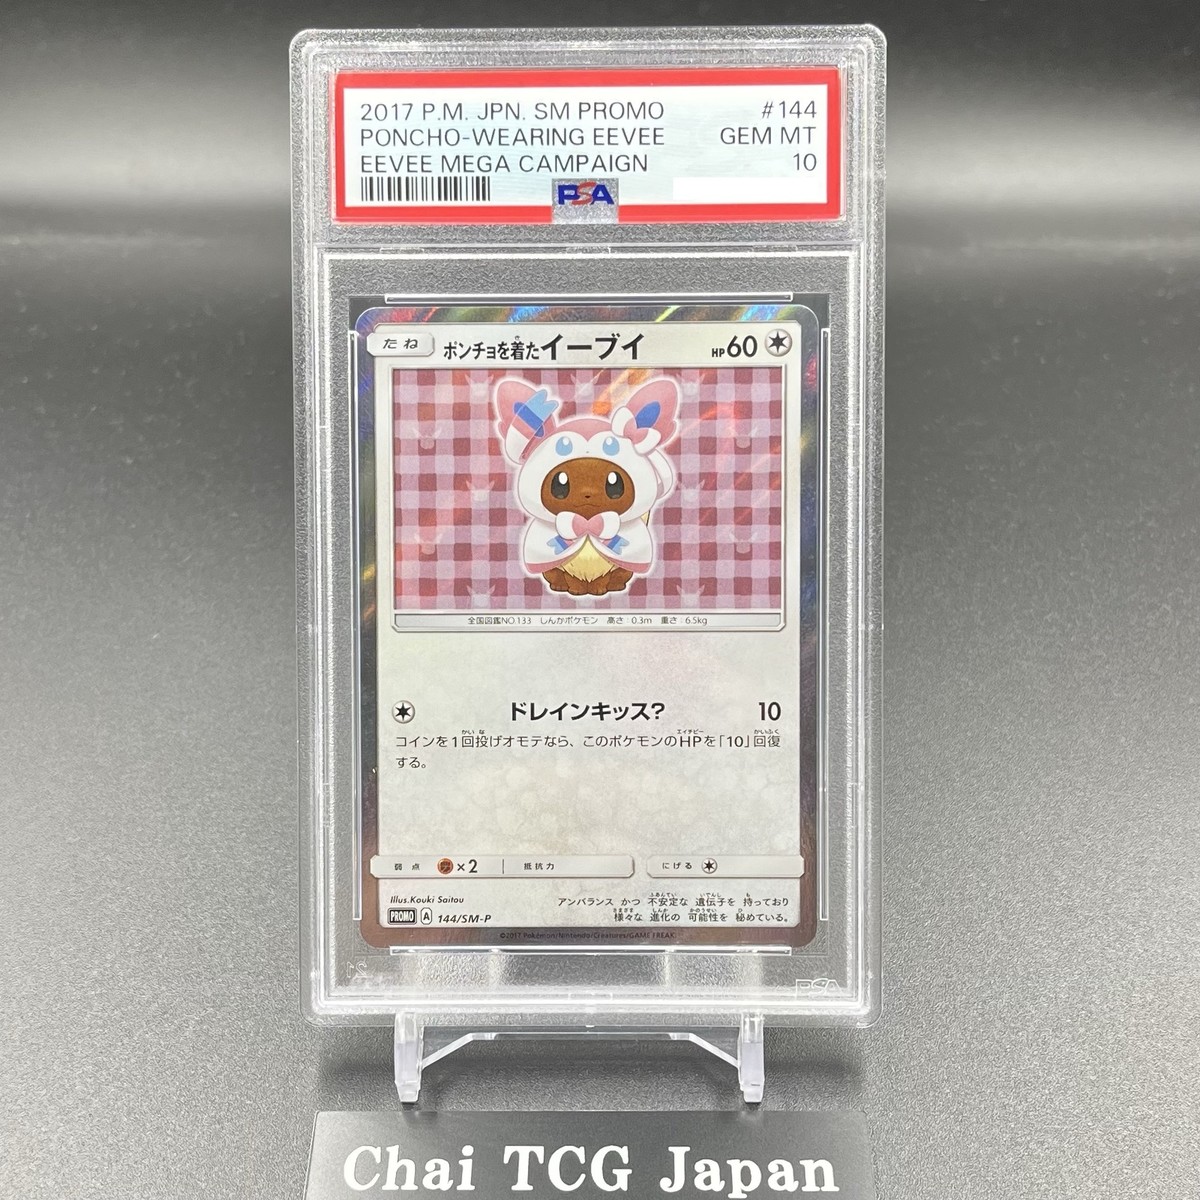 2017 P.M. JPN. SM PROMO #144
PONCHO-WEARING EEVEE GEM MT
EEVEE MEGA CAMPAIGN 10
PSA
たね ポンチョを着たイーブイ HP 60
全国図鑑NO.133 しんかポケモン 高さ:0.3m 重さ:6.5kg
ドレインキッス? 10
コインを1回投げオモテなら、このポケモンのHPを「10」回復
する。
弱点 ×2 抵抗力 にげる
Illus.Kouki Saitou
アンバランス かつ 不安定な 遺伝子を 持っており
様々な 進化の 可能性を 秘めている。
PROMO A 144/SM-P
©2017 Pokémon/Nintendo/Creatures/GAME FREAK.
PSA
Chai TCG Japan